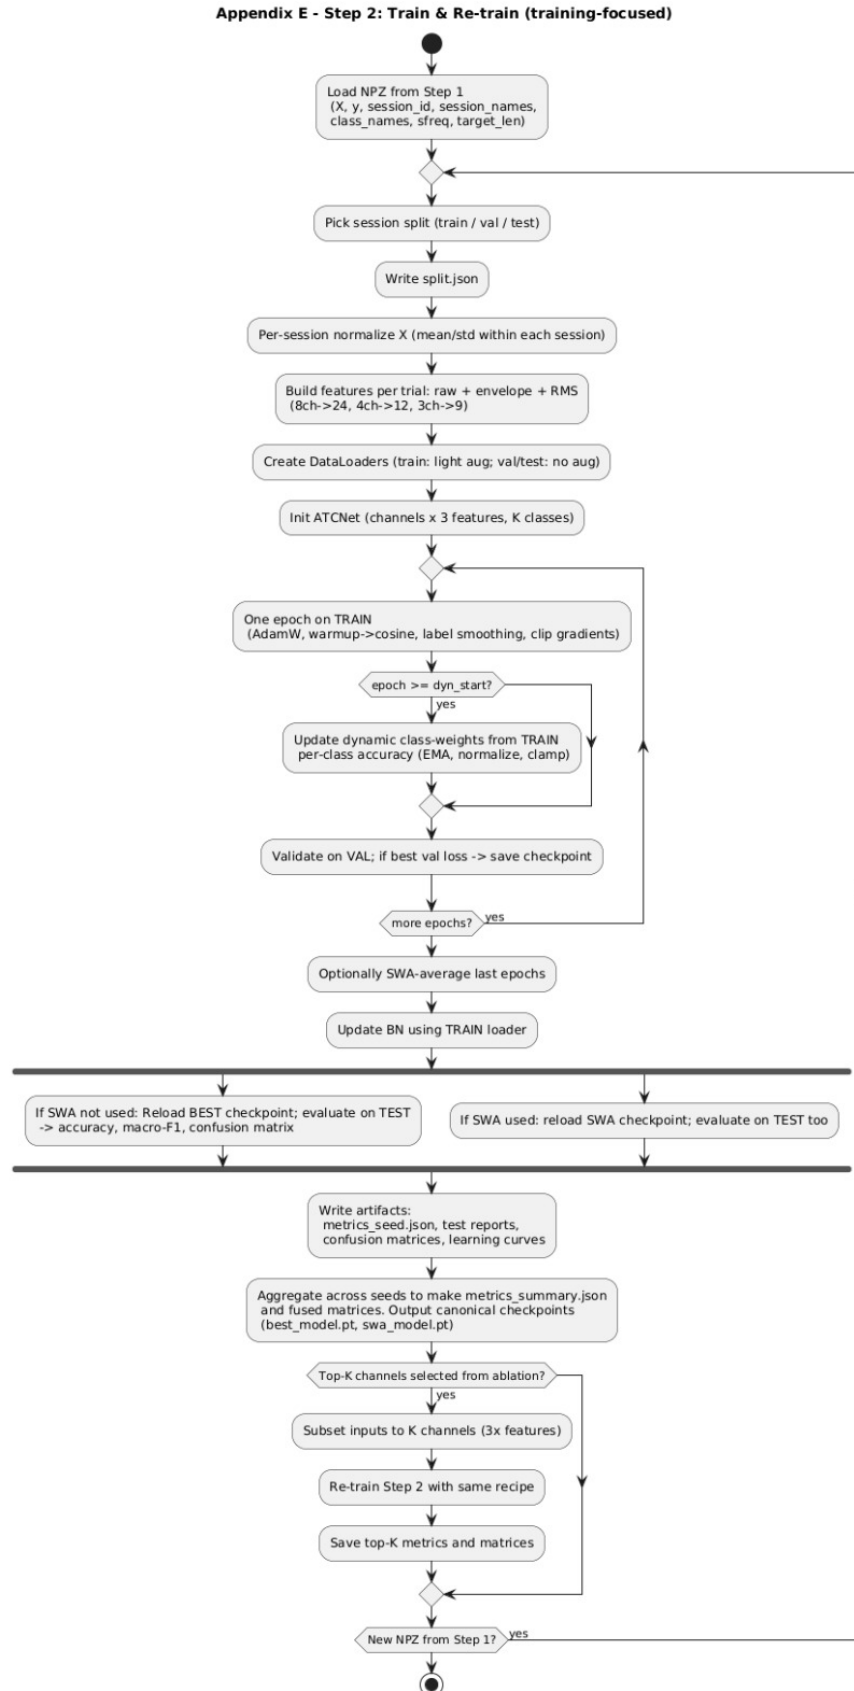 Appendix E - Step 2: Train & Re-train (training-focused)
Load NPZ from Step 1
(X, y, session_id, session_names,
class_names, sfreq, target_len)
Pick session split (train / val / test)
Write split.json
Per-session normalize X (mean/std within each session)
Build features per trial: raw + envelope + RMS
(8ch->24, 4ch->12, 3ch->9)
Create DataLoaders (train: light aug; val/test: no aug)
Init ATCNet (channels x 3 features, K classes)
One epoch on TRAIN
(AdamW, warmup->cosine, label smoothing, clip gradients)
epoch >= dyn_start?
yes
Update dynamic class-weights from TRAIN
per-class accuracy (EMA, normalize, clamp)
Validate on VAL; if best val loss -> save checkpoint
more epochs?
yes
Optionally SWA-average last epochs
Update BN using TRAIN loader
If SWA not used: Reload BEST checkpoint; evaluate on TEST
-> accuracy, macro-F1, confusion matrix
If SWA used: reload SWA checkpoint; evaluate on TEST too
Write artifacts:
metrics_seed.json, test reports,
confusion matrices, learning curves
Aggregate across seeds to make metrics_summary.json
and fused matrices. Output canonical checkpoints
(best_model.pt, swa_model.pt)
Top-K channels selected from ablation?
yes
Subset inputs to K channels (3x features)
Re-train Step 2 with same recipe
Save top-K metrics and matrices
New NPZ from Step 1?
yes